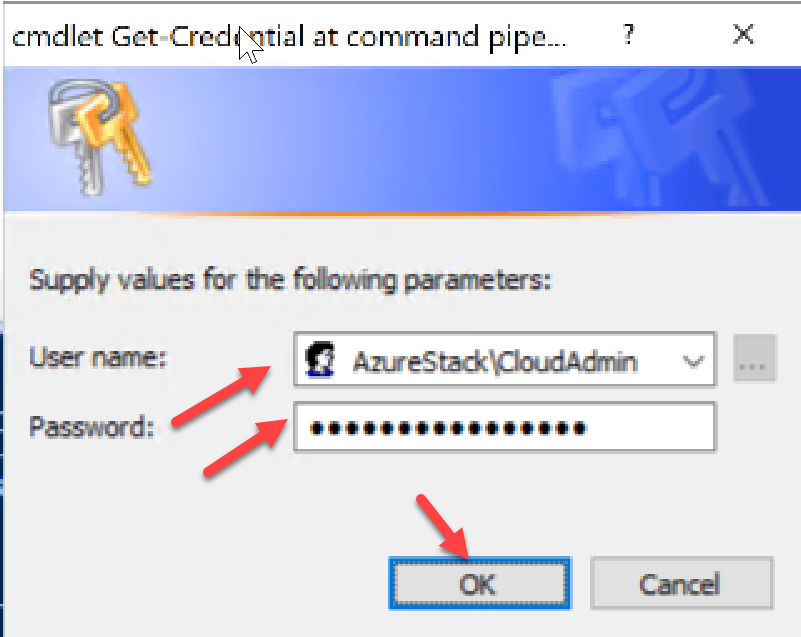 cmdlet Get-Credential at command pipe... ?
Supply values for the following parameters:
User name: AzureStack\CloudAdmin ...
Password: ●●●●●●●●●●●●●●●●
OK Cancel